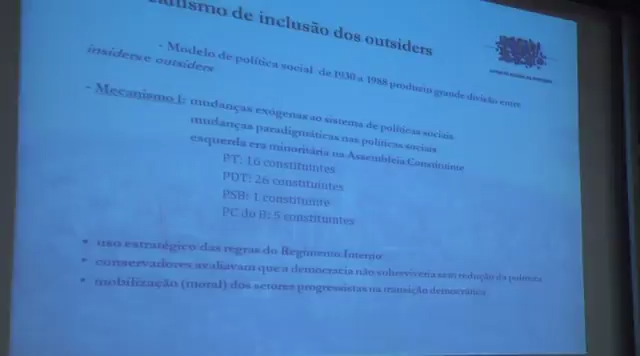 anismo de inclusão dos outsiders
- Modelo de política social de 1930 a 1988 produziu grande divisão entre
insiders e outsiders
- Mecanismo I: mudanças exógenas ao sistema de políticas sociais
mudanças paradigmáticas nas políticas sociais
esquerda era minoritária na Assembleia Constituinte
PT: 16 constituintes
PDT: 26 constituintes
PSB: 1 constituinte
PC do B: 5 constituintes
• uso estratégico das regras do Regimento Interno
• conservadores avaliavam que a democracia não sobreviveria sem redução da pobreza
• mobilização (moral) dos setores progressistas na transição democrática